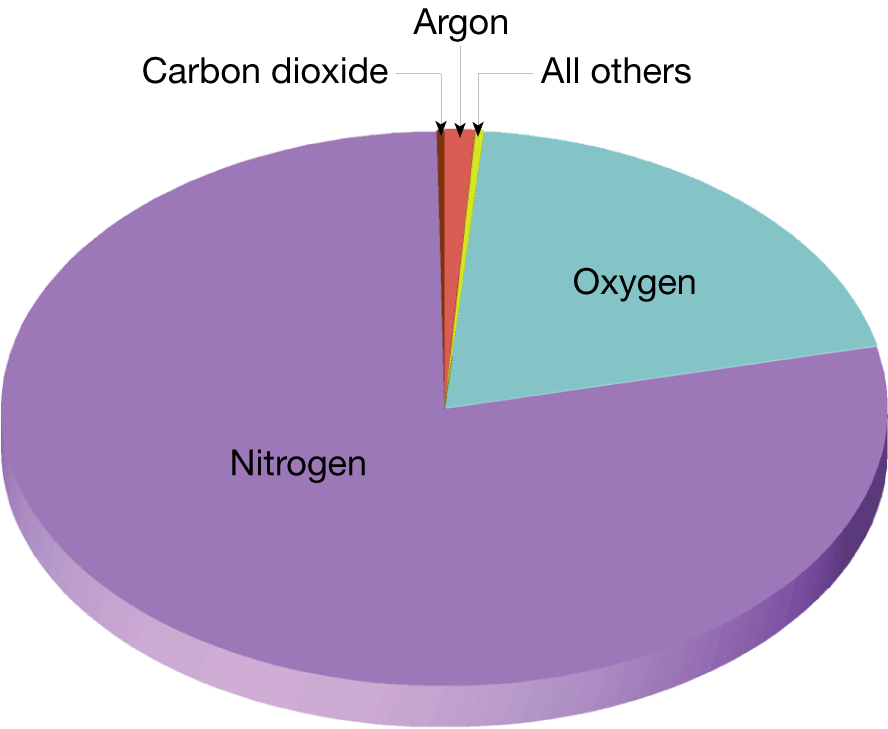 Argon
Carbon dioxide
All others
Oxygen
Nitrogen